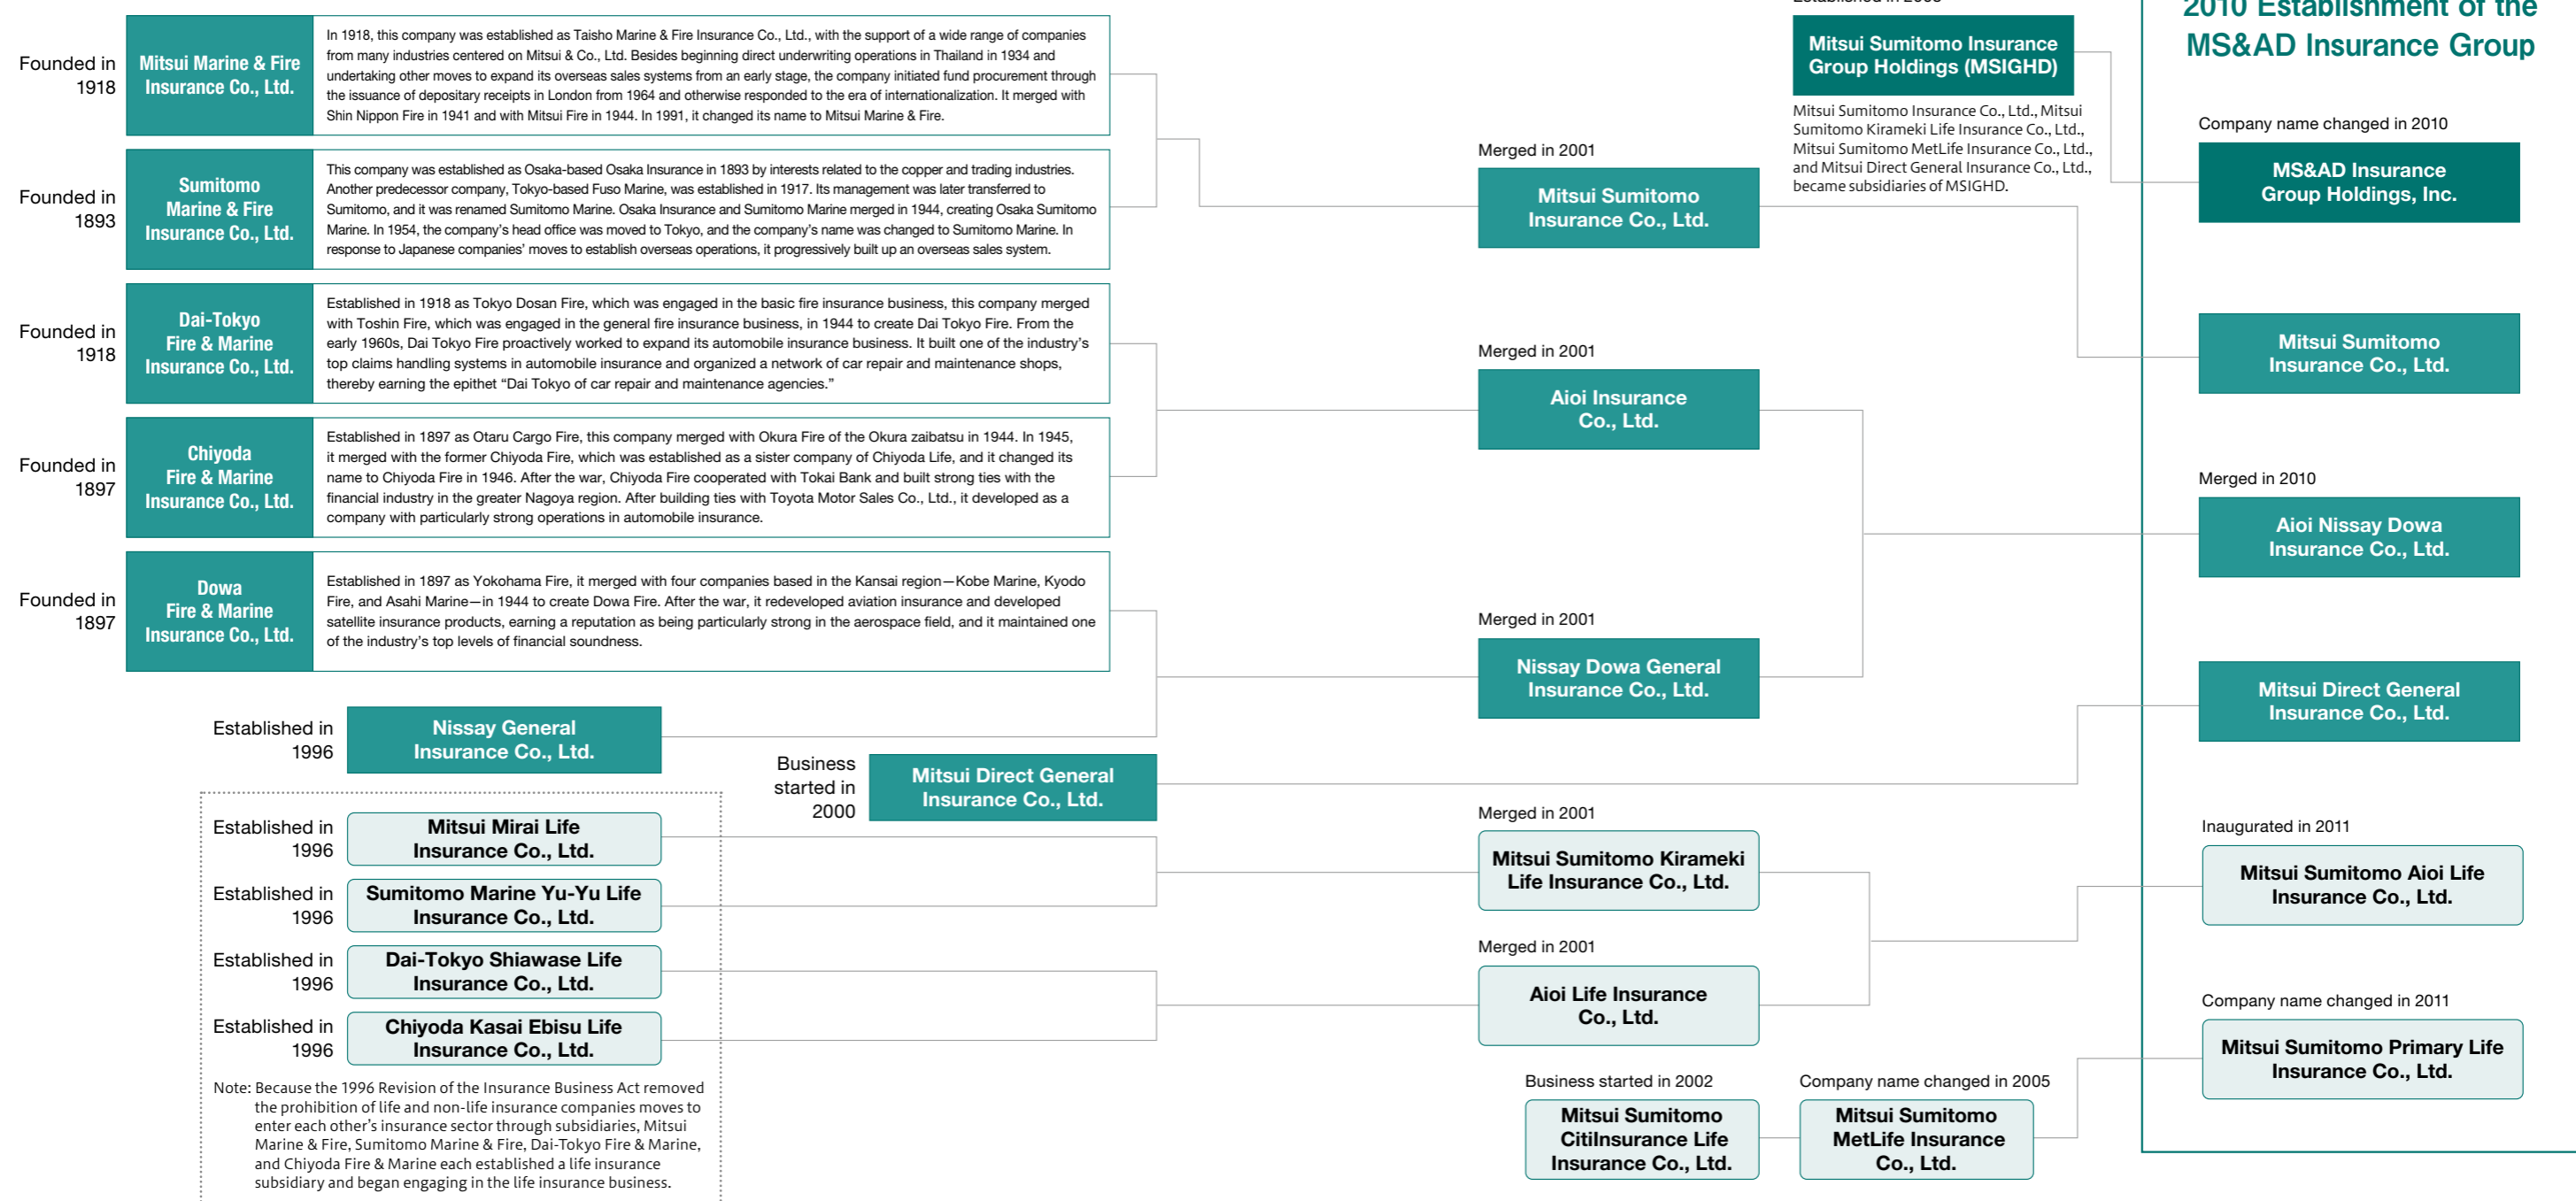 Founded in
1918
Mitsui Marine & Fire
Insurance Co., Ltd.
In 1918, this company was established as Taisho Marine & Fire Insurance Co., Ltd., with the support of a wide range of companies
from many industries centered on Mitsui & Co., Ltd. Besides beginning direct underwriting operations in Thailand in 1934 and
undertaking other moves to expand its overseas sales systems from an early stage, the company initiated fund procurement through
the issuance of depositary receipts in London from 1964 and otherwise responded to the era of internationalization. It merged with
Shin Nippon Fire in 1941 and with Mitsui Fire in 1944. In 1991, it changed its name to Mitsui Marine & Fire.
Founded in
1893
Sumitomo
Marine & Fire
Insurance Co., Ltd.
This company was established as Osaka-based Osaka Insurance in 1893 by interests related to the copper and trading industries.
Another predecessor company, Tokyo-based Fuso Marine, was established in 1917. Its management was later transferred to
Sumitomo, and it was renamed Sumitomo Marine. Osaka Insurance and Sumitomo Marine merged in 1944, creating Osaka Sumitomo
Marine. In 1954, the company's head office was moved to Tokyo, and the company's name was changed to Sumitomo Marine. In
response to Japanese companies' moves to establish overseas operations, it progressively built up an overseas sales system.
Founded in
1918
Dai-Tokyo
Fire & Marine
Insurance Co., Ltd.
Established in 1918 as Tokyo Dosan Fire, which was engaged in the basic fire insurance business, this company merged
with Toshin Fire, which was engaged in the general fire insurance business, in 1944 to create Dai Tokyo Fire. From the
early 1960s, Dai Tokyo Fire proactively worked to expand its automobile insurance business. It built one of the industry's
top claims handling systems in automobile insurance and organized a network of car repair and maintenance shops,
thereby earning the epithet “Dai Tokyo of car repair and maintenance agencies.”
Founded in
1897
Chiyoda
Fire & Marine
Insurance Co., Ltd.
Established in 1897 as Otaru Cargo Fire, this company merged with Okura Fire of the Okura zaibatsu in 1944. In 1945,
it merged with the former Chiyoda Fire, which was established as a sister company of Chiyoda Life, and it changed its
name to Chiyoda Fire in 1946. After the war, Chiyoda Fire cooperated with Tokai Bank and built strong ties with the
financial industry in the greater Nagoya region. After building ties with Toyota Motor Sales Co., Ltd., it developed as a
company with particularly strong operations in automobile insurance.
Founded in
1897
Dowa
Fire & Marine
Insurance Co., Ltd.
Established in 1897 as Yokohama Fire, it merged with four companies based in the Kansai region—Kobe Marine, Kyodo
Fire, and Asahi Marine—in 1944 to create Dowa Fire. After the war, it redeveloped aviation insurance and developed
satellite insurance products, earning a reputation as being particularly strong in the aerospace field, and it maintained one
of the industry's top levels of financial soundness.
Established in
1996
Nissay General
Insurance Co., Ltd.
Business
started in
2000
Mitsui Direct General
Insurance Co., Ltd.
Established in
1996
Mitsui Mirai Life
Insurance Co., Ltd.
Established in
1996
Sumitomo Marine Yu-Yu Life
Insurance Co., Ltd.
Established in
1996
Dai-Tokyo Shiawase Life
Insurance Co., Ltd.
Established in
1996
Chiyoda Kasai Ebisu Life
Insurance Co., Ltd.
Note: Because the 1996 Revision of the Insurance Business Act removed
the prohibition of life and non-life insurance companies moves to
enter each other's insurance sector through subsidiaries, Mitsui
Marine & Fire, Sumitomo Marine & Fire, Dai-Tokyo Fire & Marine,
and Chiyoda Fire & Marine each established a life insurance
subsidiary and began engaging in the life insurance business.
Merged in 2001
Mitsui Sumitomo
Insurance Co., Ltd.
Merged in 2001
Aioi Insurance
Co., Ltd.
Merged in 2001
Nissay Dowa General
Insurance Co., Ltd.
Merged in 2001
Mitsui Sumitomo Kirameki
Life Insurance Co., Ltd.
Merged in 2001
Aioi Life Insurance
Co., Ltd.
Business started in 2002
Mitsui Sumitomo
CitiInsurance Life
Insurance Co., Ltd.
Company name changed in 2005
Mitsui Sumitomo
MetLife Insurance
Co., Ltd.
Mitsui Sumitomo Insurance
Group Holdings (MSIGHD)
Mitsui Sumitomo Insurance Co., Ltd., Mitsui
Sumitomo Kirameki Life Insurance Co., Ltd.,
Mitsui Sumitomo MetLife Insurance Co., Ltd.,
and Mitsui Direct General Insurance Co., Ltd.,
became subsidiaries of MSIGHD.
2010 Establishment of the
MS&AD Insurance Group
Company name changed in 2010
MS&AD Insurance
Group Holdings, Inc.
Mitsui Sumitomo
Insurance Co., Ltd.
Merged in 2010
Aioi Nissay Dowa
Insurance Co., Ltd.
Mitsui Direct General
Insurance Co., Ltd.
Inaugurated in 2011
Mitsui Sumitomo Aioi Life
Insurance Co., Ltd.
Company name changed in 2011
Mitsui Sumitomo Primary Life
Insurance Co., Ltd.